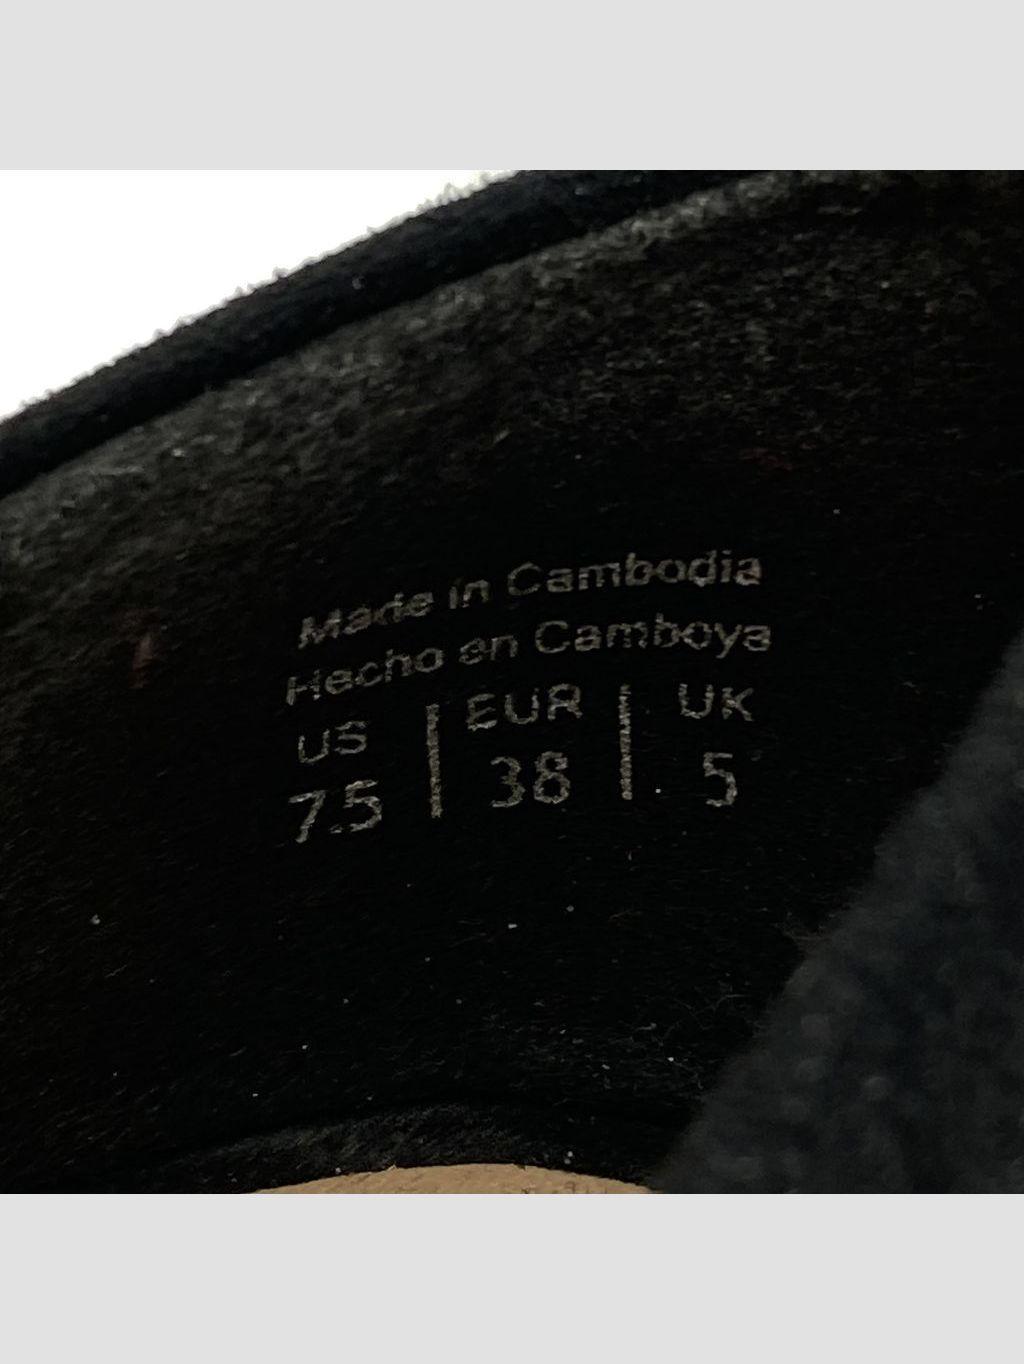 Made in Cambodia
Hecho en Camboya
US | EUR | UK
7.5 | 38 | 5